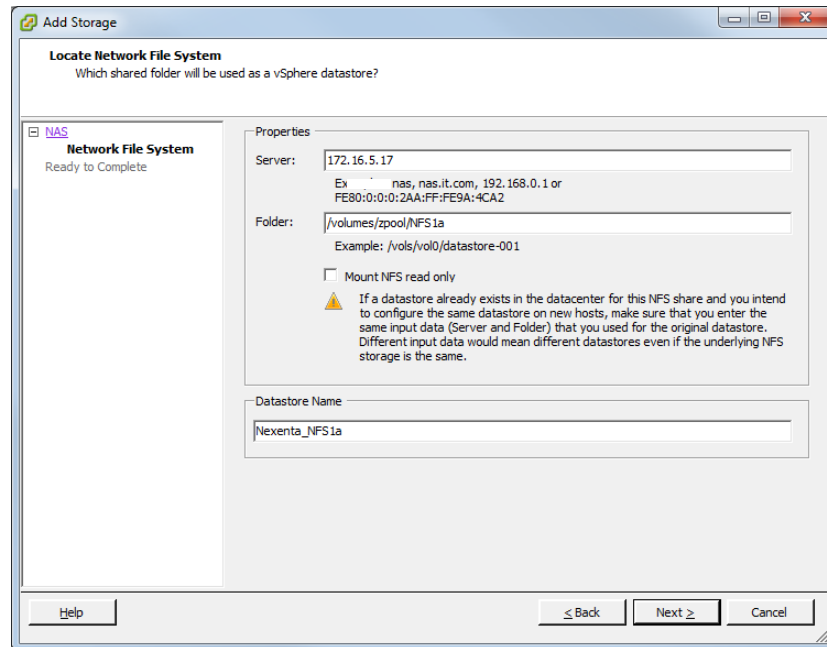 Add Storage
Locate Network File System
Which shared folder will be used as a vSphere datastore?
NAS
Network File System
Ready to Complete
Properties
Server:
172.16.5.17
nas, nas.it.com, 192.168.0.1 or
FE80:0:0:0:2AA:FF:FE9A:4CA2
Folder:
/volumes/zpool/NFS1a
Example: /vols/vol0/datastore-001
Mount NFS read only
If a datastore already exists in the datacenter for this NFS share and you intend
to configure the same datastore on new hosts, make sure that you enter the
same input data (Server and Folder) that you used for the original datastore.
Different input data would mean different datastores even if the underlying NFS
storage is the same.
Datastore Name
Nexenta_NFS1a
Help
< Back
Next >
Cancel